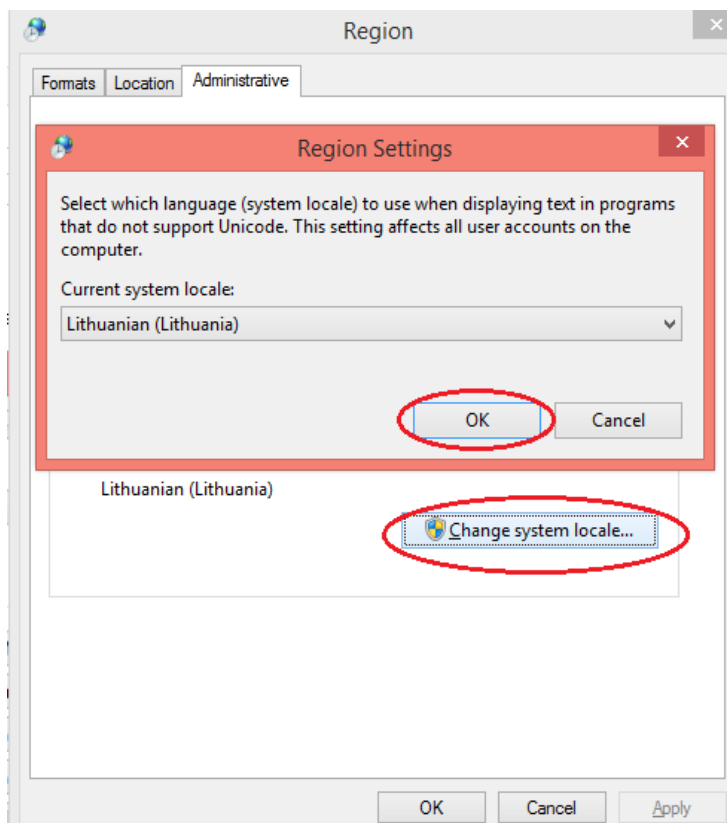 Region
Formats
Location
Administrative
Region Settings
Select which language (system locale) to use when displaying text in programs
that do not support Unicode. This setting affects all user accounts on the
computer.
Current system locale:
Lithuanian (Lithuania)
OK
Cancel
Lithuanian (Lithuania)
Change system locale...
OK
Cancel
Apply